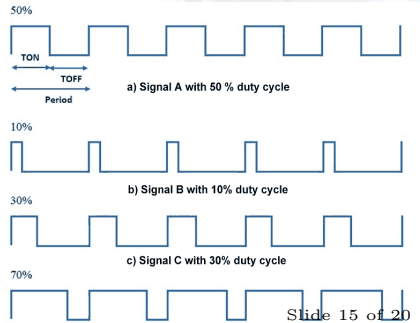 50%
TON
TOFF
Period
a) Signal A with 50 % duty cycle
10%
b) Signal B with 10% duty cycle
30%
c) Signal C with 30% duty cycle
70%
Slide 15 of 20